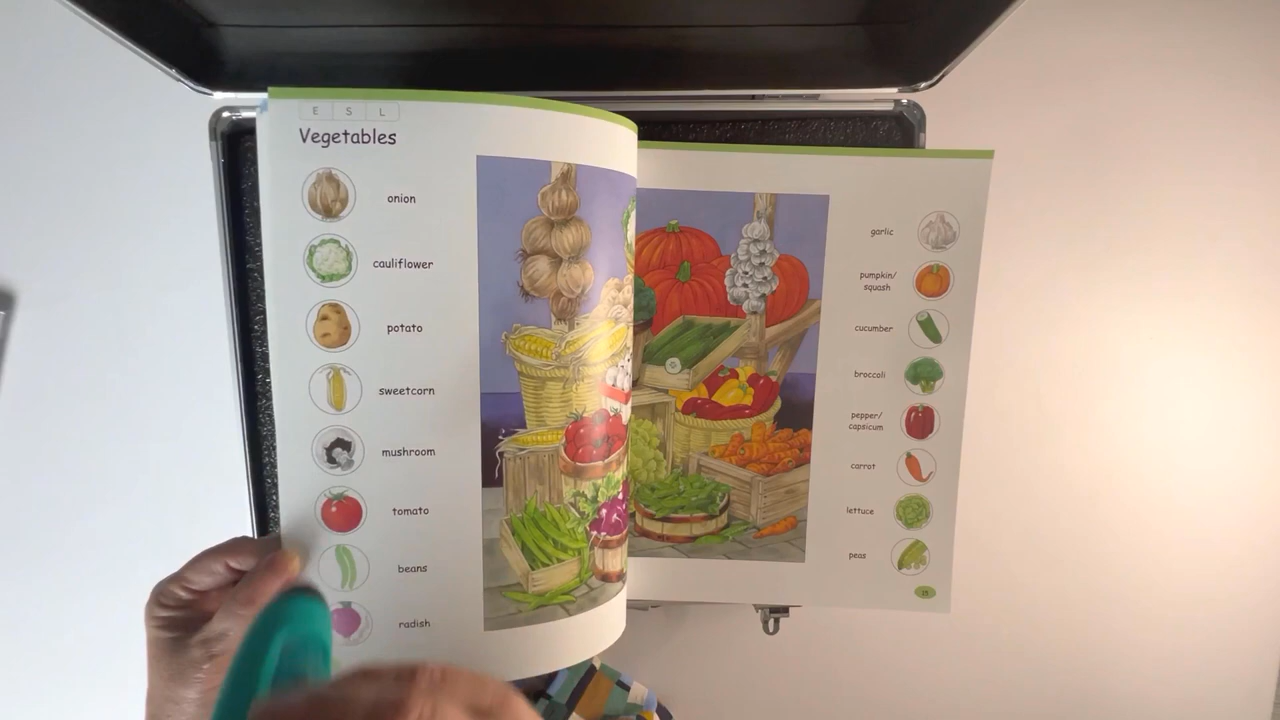 E S L
Vegetables
onion
cauliflower
potato
sweetcorn
mushroom
tomato
beans
radish
garlic
pumpkin/
squash
cucumber
broccoli
pepper/
capsicum
carrot
lettuce
peas